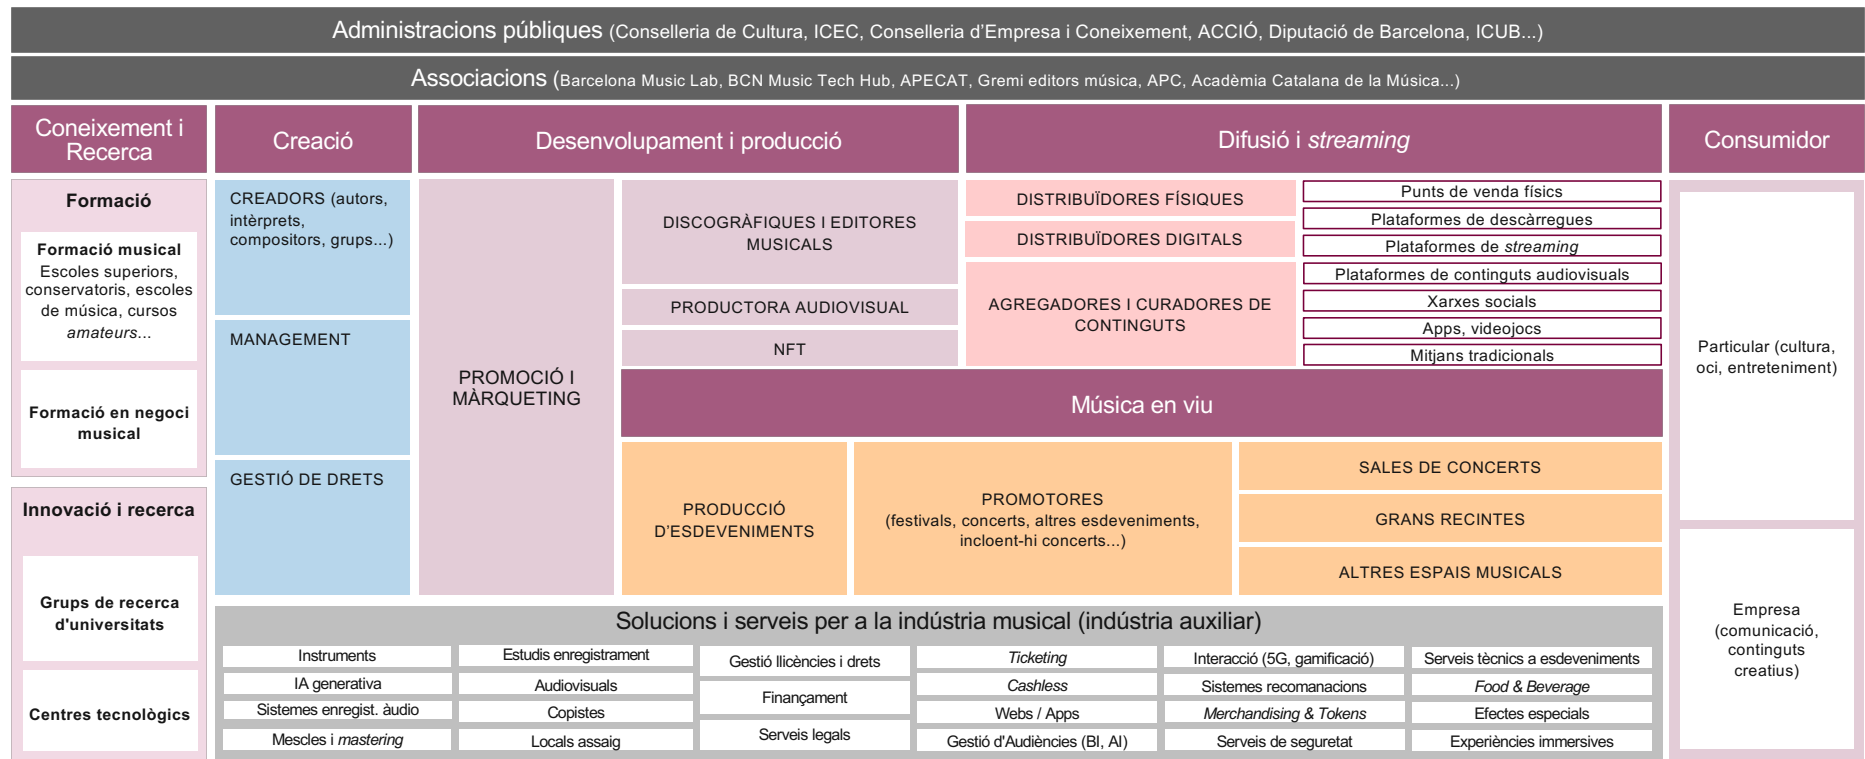 Administracions públiques (Conselleria de Cultura, ICEC, Conselleria d'Empresa i Coneixement, ACCIÓ, Diputació de Barcelona, ICUB...)
Associacions (Barcelona Music Lab, BCN Music Tech Hub, APECAT, Gremi editors música, APC, Acadèmia Catalana de la Música...)
Coneixement i
Recerca
Creació
Desenvolupament i producció
Difusió i streaming
Consumidor
Formació
Formació musical
Escoles superiors,
conservatoris, escoles
de música, cursos
amateurs...
Formació en negoci
musical
Innovació i recerca
Grups de recerca
d'universitats
Centres tecnològics
CREADORS (autors,
intèrprets,
compositors, grups...)
MANAGEMENT
GESTIÓ DE DRETS
PROMOCIÓ I
MÀRQUETING
DISCOGRÀFIQUES I EDITORES
MUSICALS
PRODUCTORA AUDIOVISUAL
NFT
DISTRIBUÏDORES FÍSIQUES
DISTRIBUÏDORES DIGITALS
AGREGADORES I CURADORES DE
CONTINGUTS
Punts de venda físics
Plataformes de descàrregues
Plataformes de streaming
Plataformes de continguts audiovisuals
Xarxes socials
Apps, videojocs
Mitjans tradicionals
Música en viu
PRODUCCIÓ
D'ESDEVENIMENTS
PROMOTORES
(festivals, concerts, altres esdeveniments,
incloent-hi concerts...)
SALES DE CONCERTS
GRANS RECINTES
ALTRES ESPAIS MUSICALS
Solucions i serveis per a la indústria musical (indústria auxiliar)
Instruments
IA generativa
Sistemes enregist. àudio
Mescles i mastering
Estudis enregistrament
Audiovisuals
Copistes
Locals assaig
Gestió llicències i drets
Finançament
Serveis legals
Ticketing
Cashless
Webs / Apps
Gestió d'Audiències (BI, AI)
Interacció (5G, gamificació)
Sistemes recomanacions
Merchandising & Tokens
Serveis de seguretat
Serveis tècnics a esdeveniments
Food & Beverage
Efectes especials
Experiències immersives
Particular (cultura,
oci, entreteniment)
Empresa
(comunicació,
continguts
creatius)